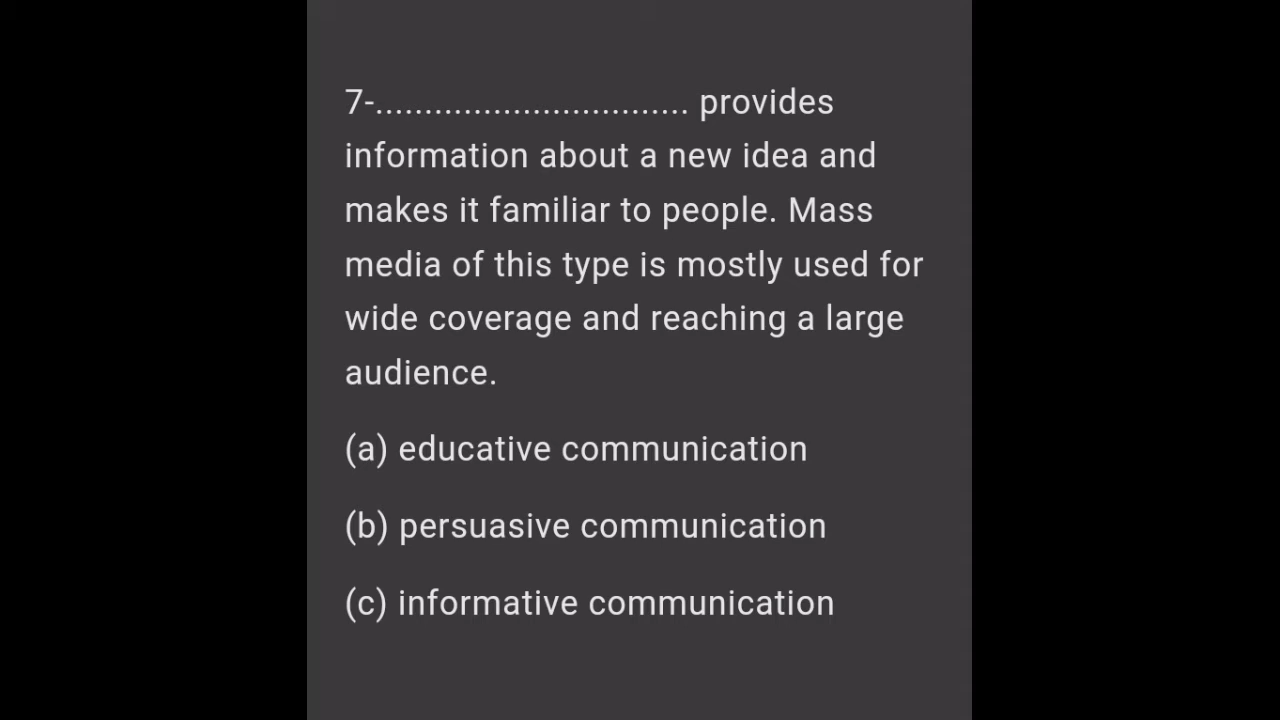 7-................................ provides
information about a new idea and
makes it familiar to people. Mass
media of this type is mostly used for
wide coverage and reaching a large
audience.
(a) educative communication
(b) persuasive communication
(c) informative communication